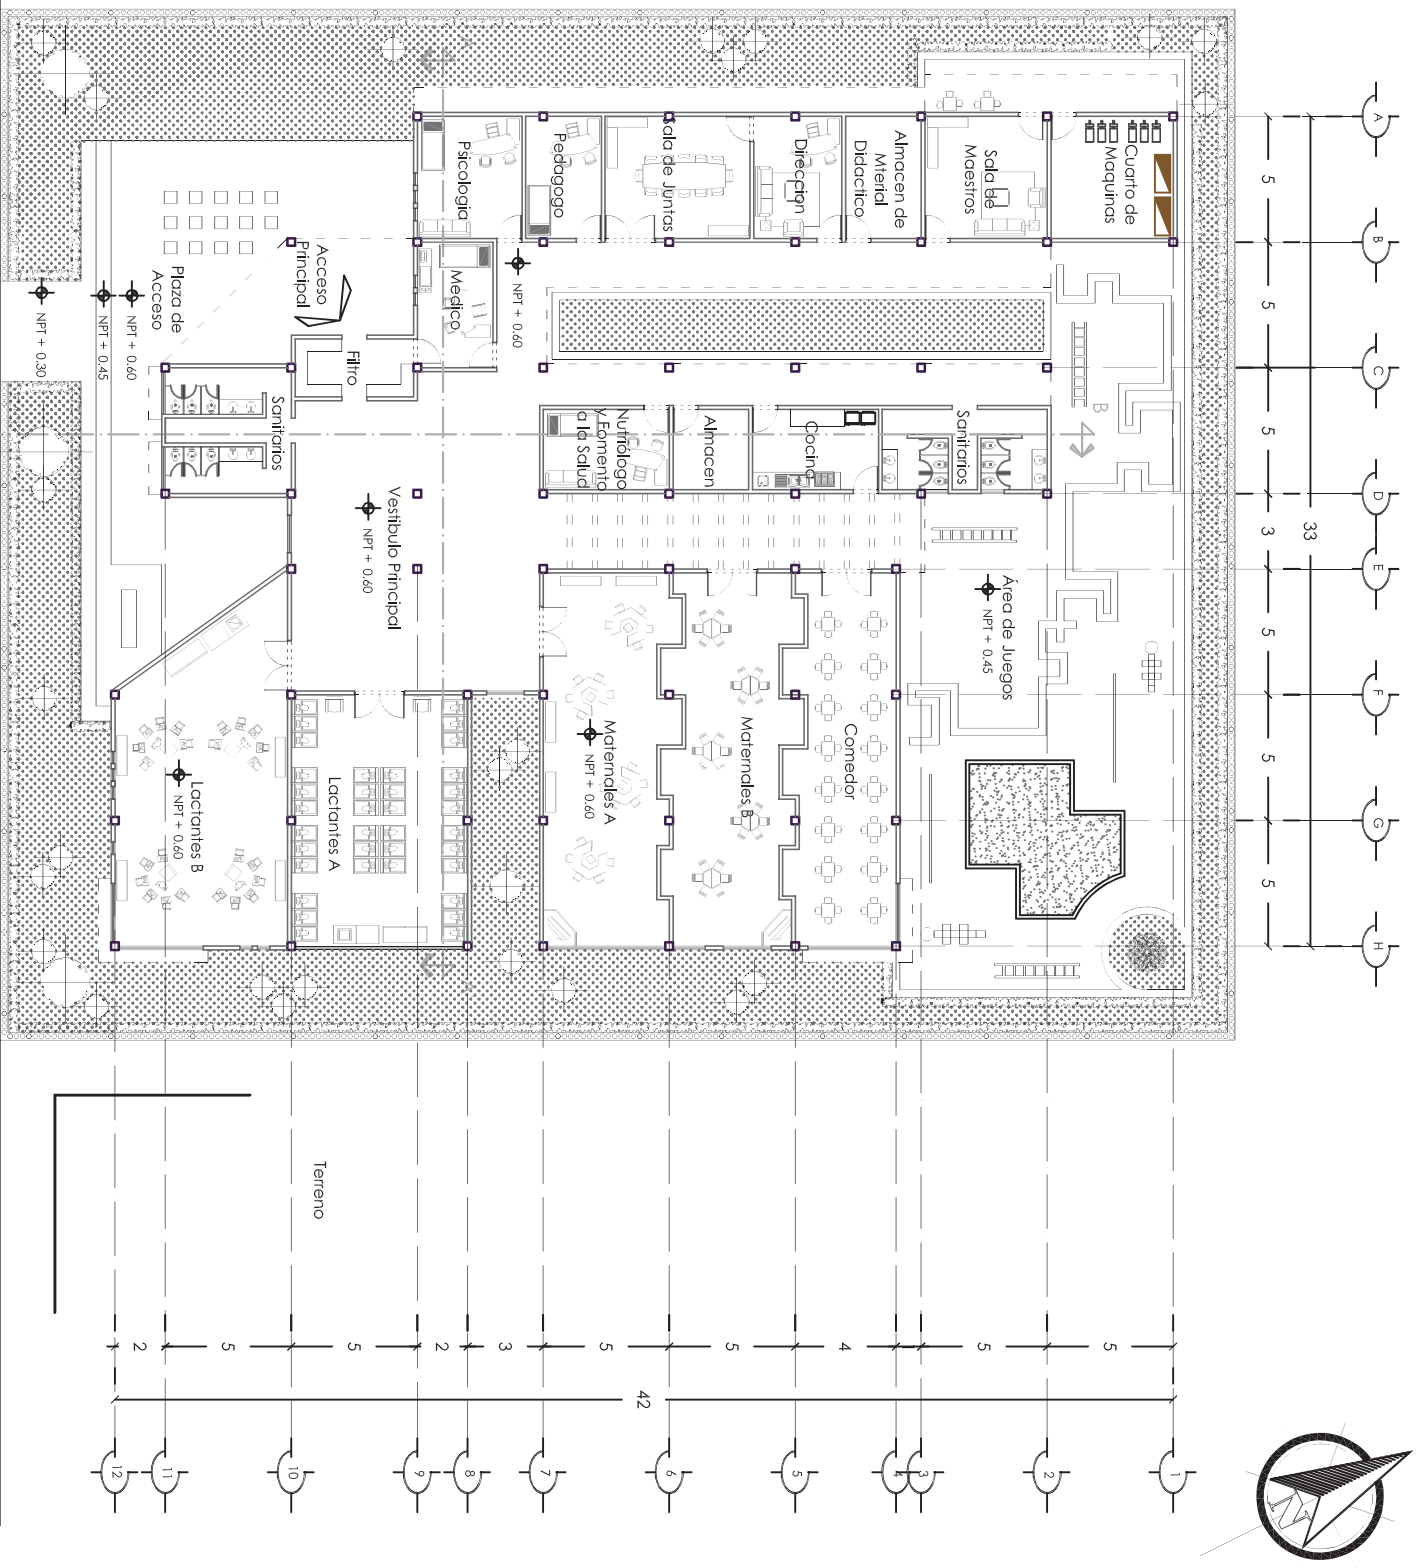 A
B
C
D
E
F
G
H
5
5
5
3
5
5
5
33
Cuarto de
Maquinas
Sala de
Maestros
Almacen de
Mterial
Didactico
Direccion
Sala de Juntas
Pedagogo
Psicologia
Medico
NPT + 0.60
Acceso
Principal
Plaza de
Acceso
NPT + 0.60
NPT + 0.45
NPT + 0.30
Filtro
Sanitarios
Sanitarios
Cocina
Almacen
Nutriologo
y Fomento
a la Salud
B
Vestibulo Principal
NPT + 0.60
Área de Juegos
NPT + 0.45
Comedor
Maternales B
Maternales A
NPT + 0.60
Lactantes A
Lactantes B
NPT + 0.60
A
A
Terreno
2
5
5
2
3
5
5
4
5
5
42
12
11
10
9
8
7
6
5
4
3
2
1
N